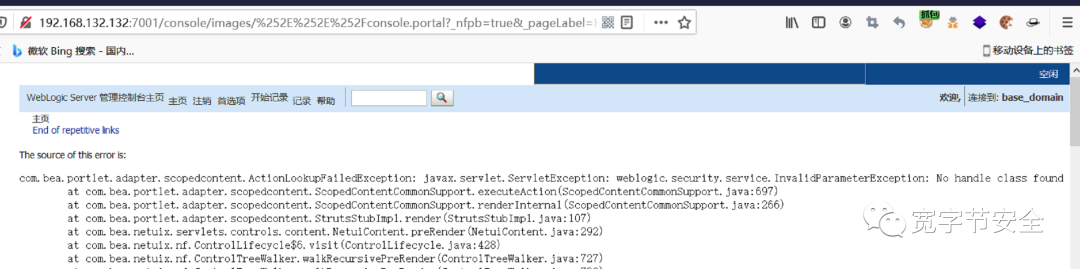 192.168.132.132:7001/console/images/%252E%252E%252Fconsole.portal?_nfpb=true&_pageLabel=
抓包
微软 Bing 搜索 - 国内...
移动设备上的书签
空闲
WebLogic Server 管理控制台主页 主页 注销 首选项 开始记录 记录 帮助
欢迎, 连接到: base_domain
主页
End of repetitive links
The source of this error is:
com.bea.portlet.adapter.scopedcontent.ActionLookupFailedException: javax.servlet.ServletException: weblogic.security.service.InvalidParameterException: No handle class found
at com.bea.portlet.adapter.scopedcontent.ScopedContentCommonSupport.executeAction(ScopedContentCommonSupport.java:697)
at com.bea.portlet.adapter.scopedcontent.ScopedContentCommonSupport.renderInternal(ScopedContentCommonSupport.java:266)
at com.bea.portlet.adapter.scopedcontent.StrutsStubImpl.render(StrutsStubImpl.java:107)
at com.bea.netuix.servlets.controls.content.NetuiContent.preRender(NetuiContent.java:292)
at com.bea.netuix.nf.ControlLifecycle$6.visit(ControlLifecycle.java:428)
at com.bea.netuix.nf.ControlTreeWalker.walkRecursivePreRender(ControlTreeWalker.java:727)
宽字节安全